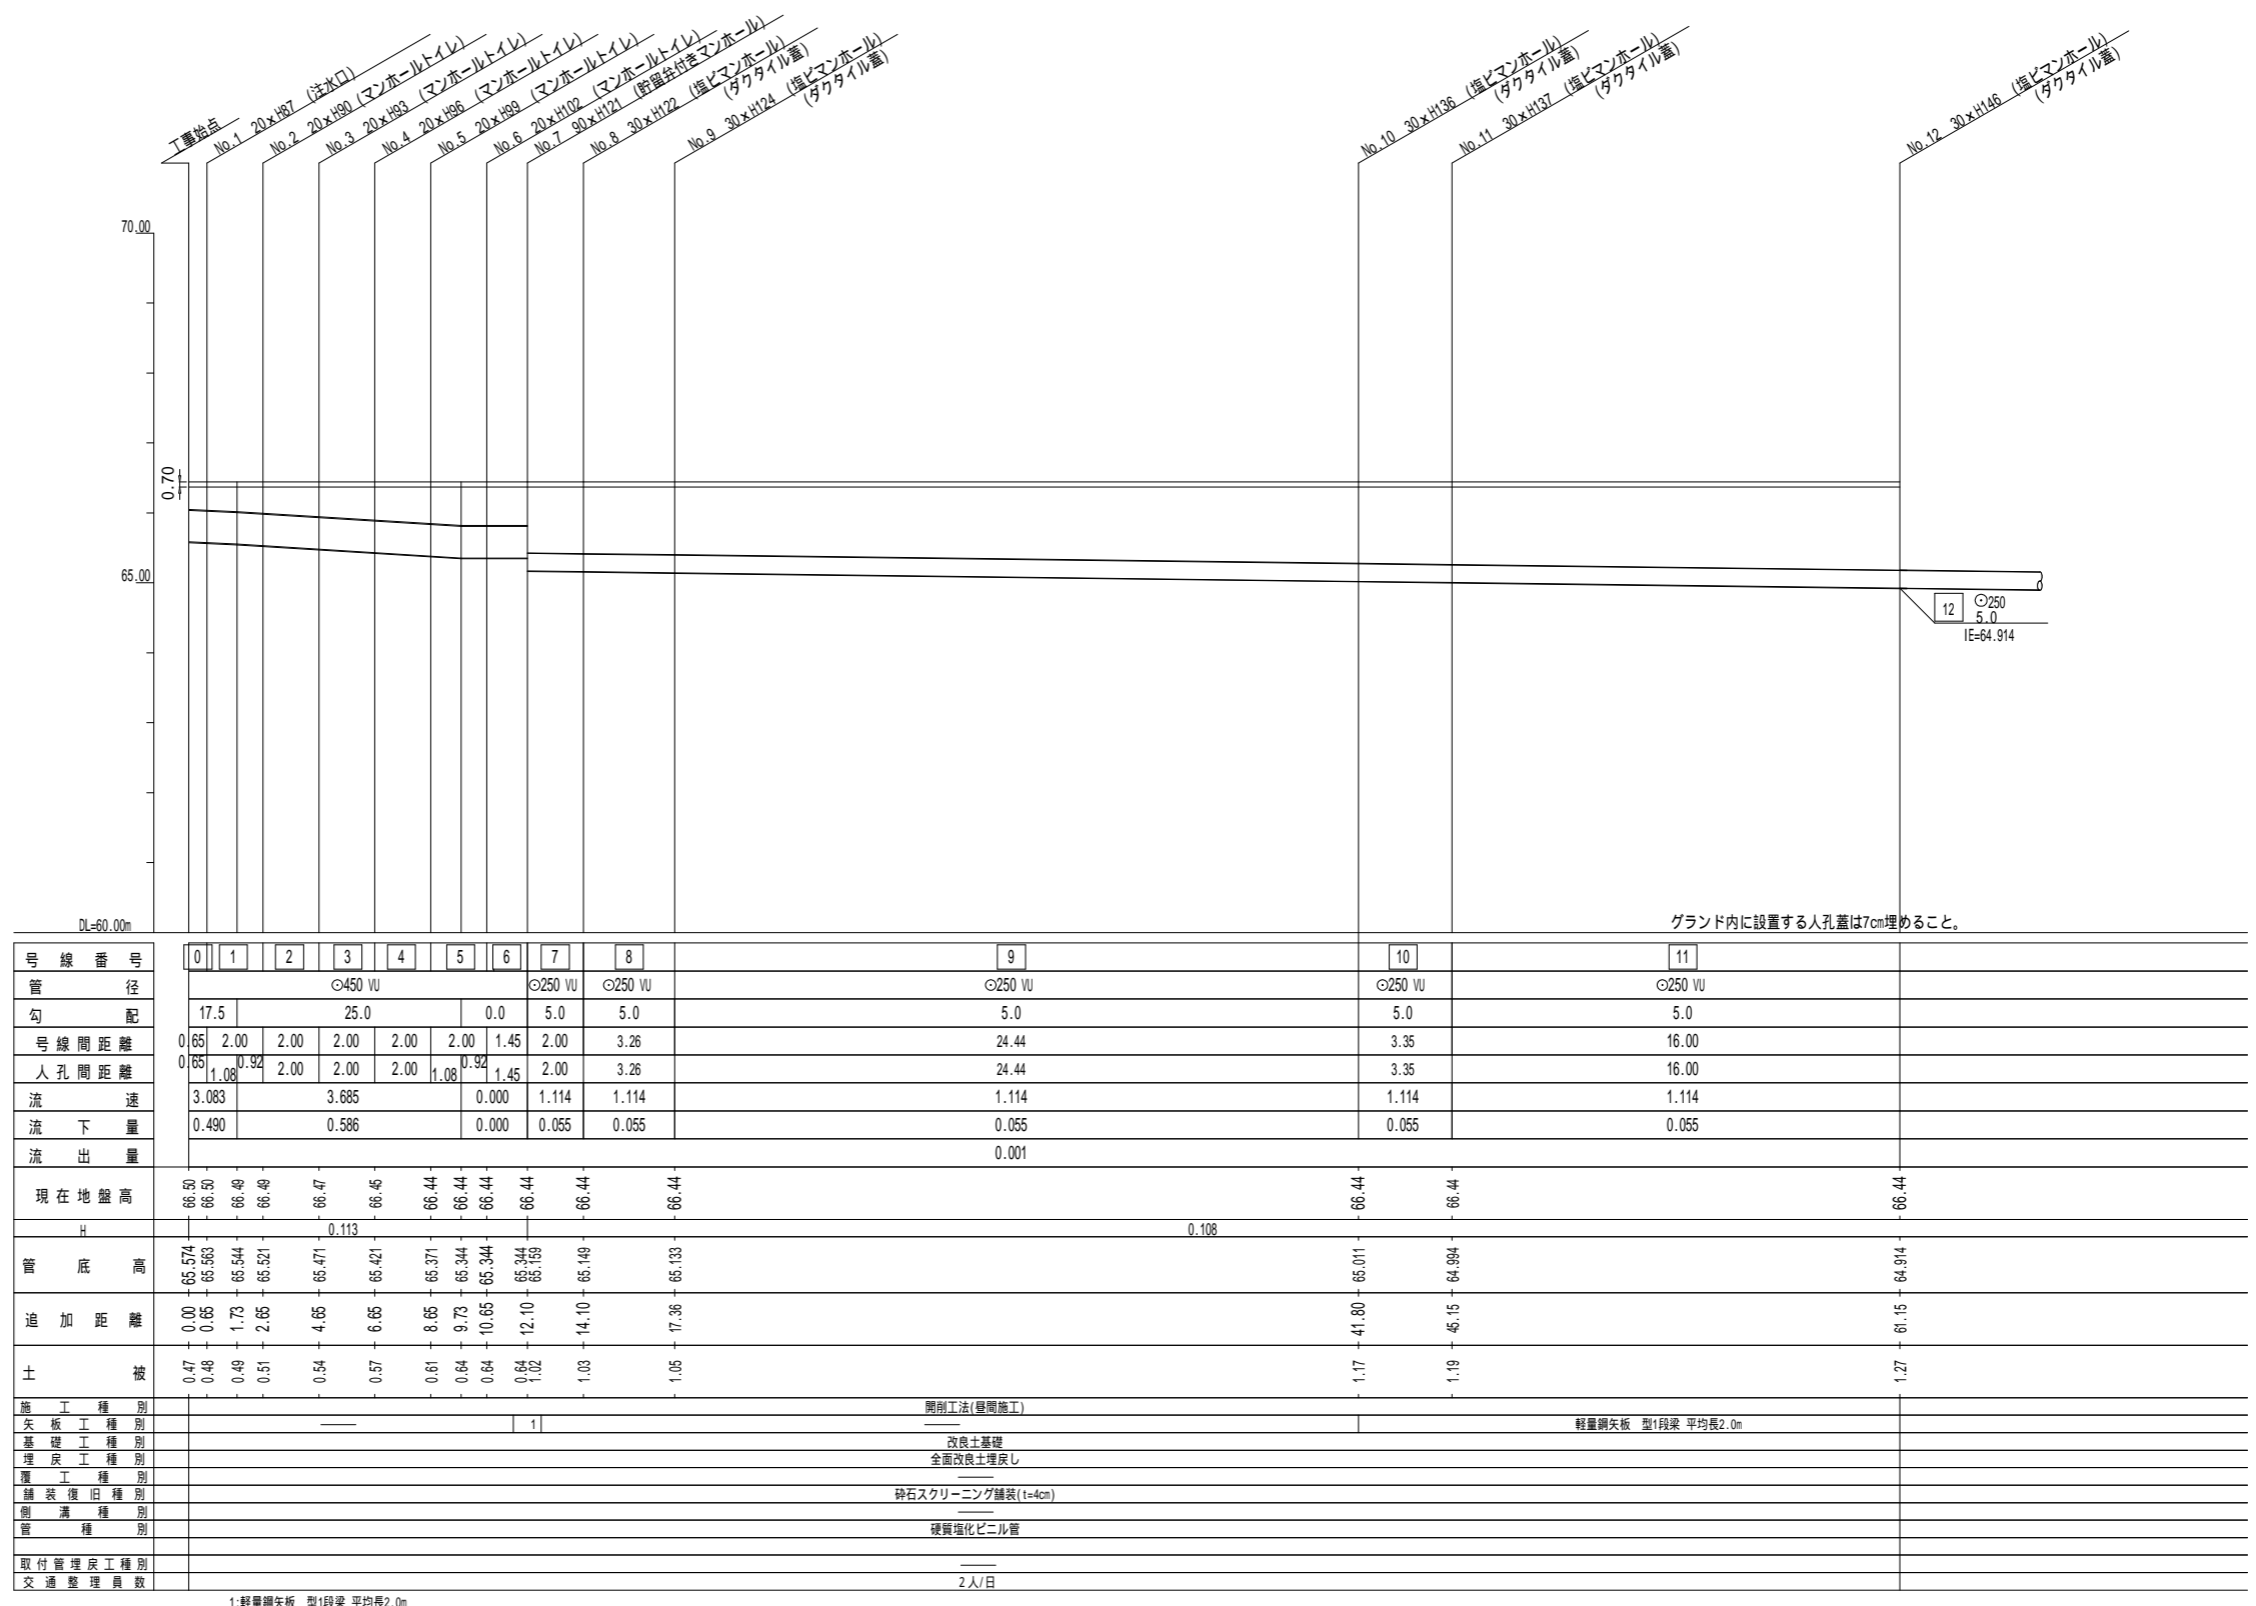 工事始点
No.1 20×H87 (注水口)
No.2 20×H90 (マンホールトイレ)
No.3 20×H93 (マンホールトイレ)
No.4 20×H96 (マンホールトイレ)
No.5 20×H99 (マンホールトイレ)
No.6 20×H102 (マンホールトイレ)
No.7 90×H121 (貯留弁付きマンホール)
No.8 30×H122 (塩ビマンホール)
(ダクタイル蓋)
No.9 30×H124 (塩ビマンホール)
(ダクタイル蓋)
No.10 30×H136 (塩ビマンホール)
(ダクタイル蓋)
No.11 30×H137 (塩ビマンホール)
(ダクタイル蓋)
No.12 30×H146 (塩ビマンホール)
(ダクタイル蓋)
70.00
0.70
65.00
12 ⊙250
5.0
IE=64.914
DL=60.00m
グランド内に設置する人孔蓋は7cm埋めること。
号線番号 0 1 2 3 4 5 6 7 8 9 10 11
管径 ⊙450 VU ⊙250 VU ⊙250 VU ⊙250 VU ⊙250 VU ⊙250 VU
勾配 17.5 25.0 0.0 5.0 5.0 5.0 5.0 5.0
号線間距離 0.65 2.00 2.00 2.00 2.00 2.00 1.45 2.00 3.26 24.44 3.35 16.00
人孔間距離 0.65 1.08 0.92 2.00 2.00 2.00 1.08 0.92 1.45 2.00 3.26 24.44 3.35 16.00
流速 3.083 3.685 0.000 1.114 1.114 1.114 1.114 1.114
流下量 0.490 0.586 0.000 0.055 0.055 0.055 0.055 0.055
流出量 0.001
現在地盤高 66.50 66.50 66.49 66.49 66.47 66.45 66.44 66.44 66.44 66.44 66.44 66.44 66.44 66.44 66.44
H 0.113 0.108
管底高 65.574 65.563 65.544 65.521 65.471 65.421 65.371 65.344 65.344 65.344 65.159 65.149 65.133 65.011 64.994 64.914
追加距離 0.00 0.65 1.73 2.65 4.65 6.65 8.65 9.73 10.65 12.10 14.10 17.36 41.80 45.15 61.15
土被 0.47 0.48 0.49 0.51 0.54 0.57 0.61 0.64 0.64 0.64 1.02 1.03 1.05 1.17 1.19 1.27
施工種別 開削工法(昼間施工)
矢板工種別 ── 1 ── 軽量鋼矢板 型1段梁 平均長2.0m
基礎工種別 改良土基礎
埋戻工種別 全面改良土埋戻し
覆工種別 ──
舗装復旧種別 砕石スクリーニング舗装(t=4cm)
側溝種別 ──
管種別 硬質塩化ビニル管
取付管埋戻工種別 ──
交通整理員数 2人/日
1:軽量鋼矢板 型1段梁 平均長2.0m